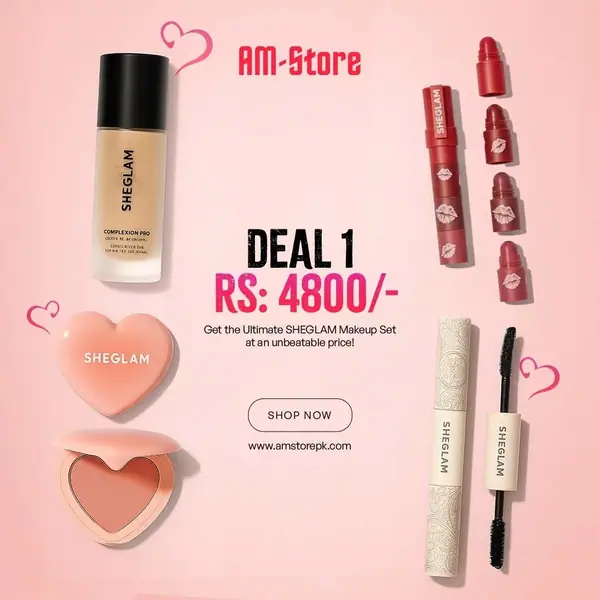 AM-Store
SHEGLAM
COMPLEXION PRO
SHEGLAM
DEAL 1
RS: 4800/-
Get the Ultimate SHEGLAM Makeup Set
at an unbeatable price!
SHEGLAM
SHOP NOW
www.amstorepk.com
SHEGLAM
SHEGLAM